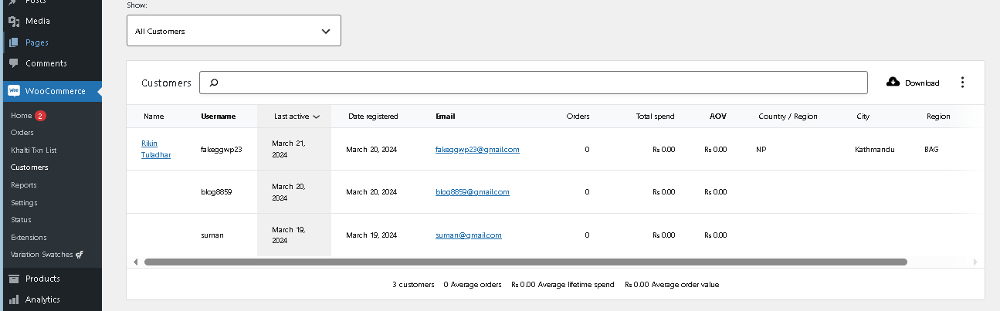 Posts
Media
Pages
Comments
woo WooCommerce
Home 2
Orders
Khalti Txn List
Customers
Reports
Settings
Status
Extensions
Variation Swatches
Products
Analytics
Show:
All Customers
Customers
Download
Name Username Last active Date registered Email Orders Total spend AOV Country / Region City Region
Rikin
Tuladhar
fakeggwp23
March 21,
2024
March 20, 2024 fakeggwp23@gmail.com 0 Rs 0.00 Rs 0.00 NP Kathmandu BAG
blog8859
March 20,
2024
March 20, 2024 blog8859@gmail.com 0 Rs 0.00 Rs 0.00
suman
March 19,
2024
March 19, 2024 suman@gmail.com 0 Rs 0.00 Rs 0.00
3 customers 0 Average orders Rs 0.00 Average lifetime spend Rs 0.00 Average order value